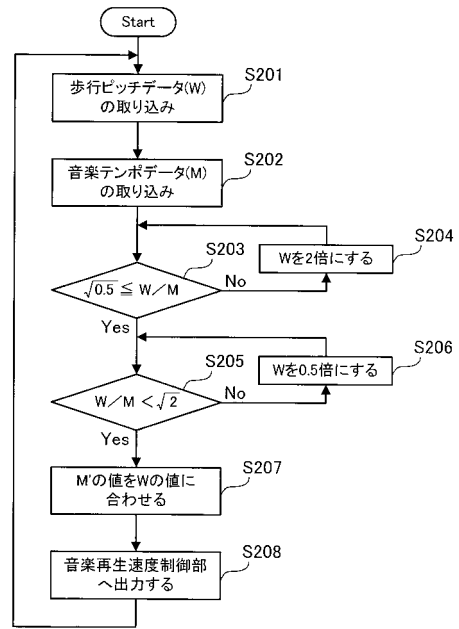 Start
S201
歩行ピッチデータ(W)
の取り込み
S202
音楽テンポデータ(M)
の取り込み
S203
√0.5 ≦ W／M
No
S204
Wを2倍にする
Yes
S205
W／M < √2
No
S206
Wを0.5倍にする
Yes
S207
M'の値をWの値に
合わせる
S208
音楽再生速度制御部
へ出力する